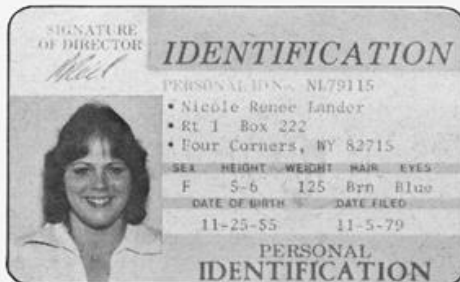 SIGNATURE
OF DIRECTOR
IDENTIFICATION
PERSONAL ID No. NL79115
• Nicole Renee Lander
• Rt 1 Box 222
• Four Corners, WY 82715
SEX HEIGHT WEIGHT HAIR EYES
F 5-6 125 Brn Blue
DATE OF BIRTH DATE FILED
11-25-55 11-5-79
PERSONAL
IDENTIFICATION